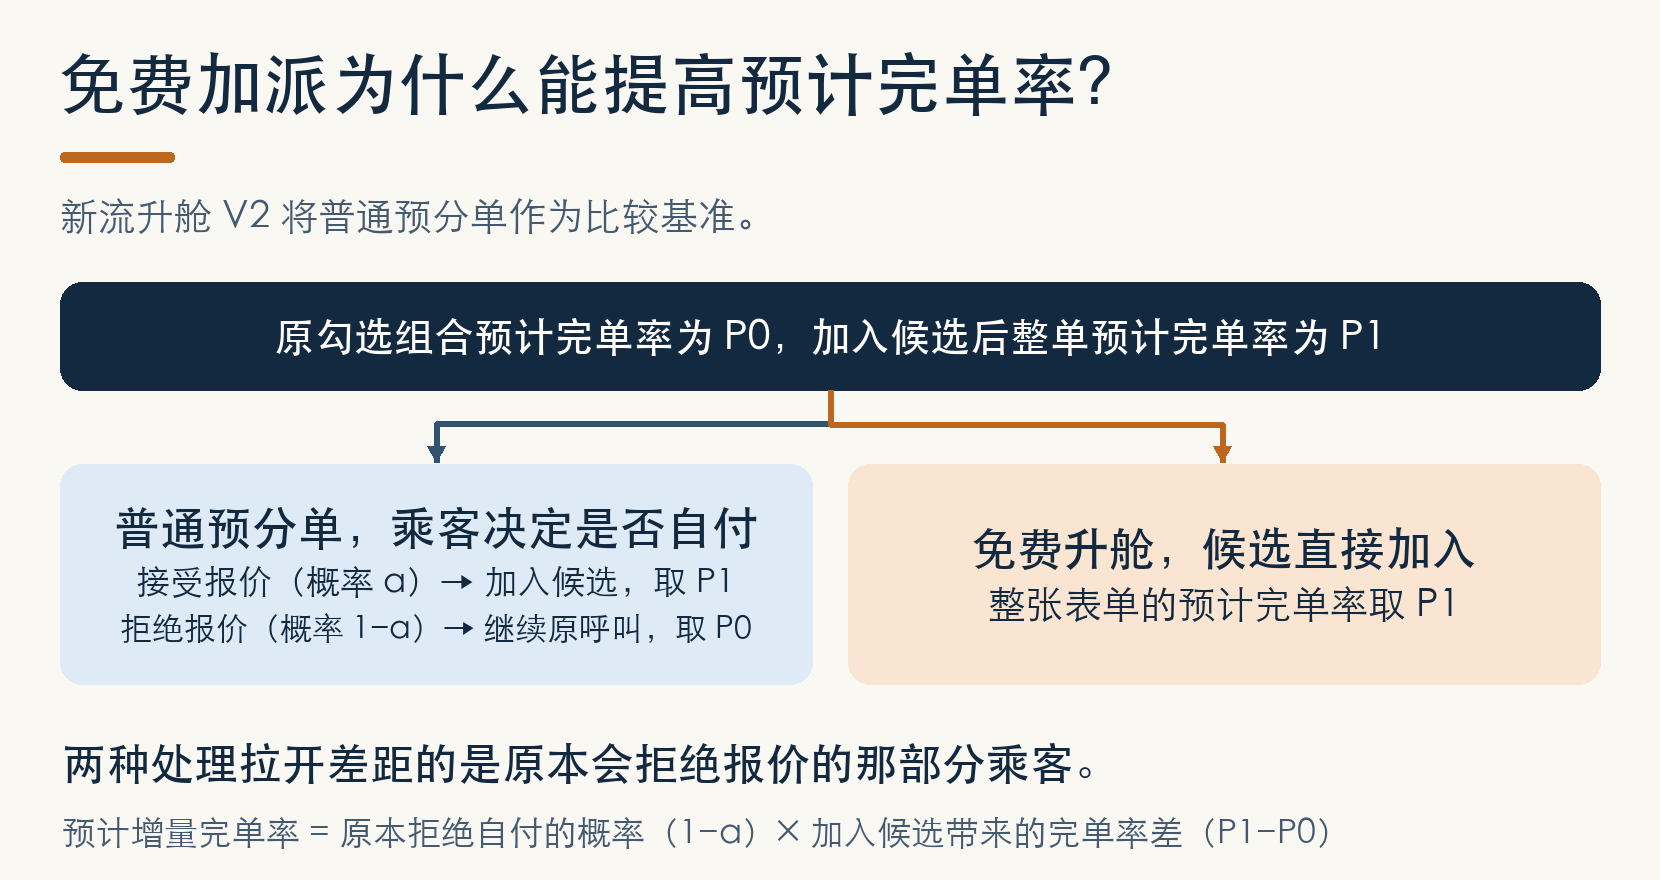 免费加派为什么能提高预计完单率?
新流升舱 V2 将普通预分单作为比较基准。
原勾选组合预计完单率为 P0，加入候选后整单预计完单率为 P1
普通预分单，乘客决定是否自付
接受报价（概率 a）→ 加入候选，取 P1
拒绝报价（概率 1−a）→ 继续原呼叫，取 P0
免费升舱，候选直接加入
整张表单的预计完单率取 P1
两种处理拉开差距的是原本会拒绝报价的那部分乘客。
预计增量完单率 = 原本拒绝自付的概率（1−a）× 加入候选带来的完单率差（P1−P0）